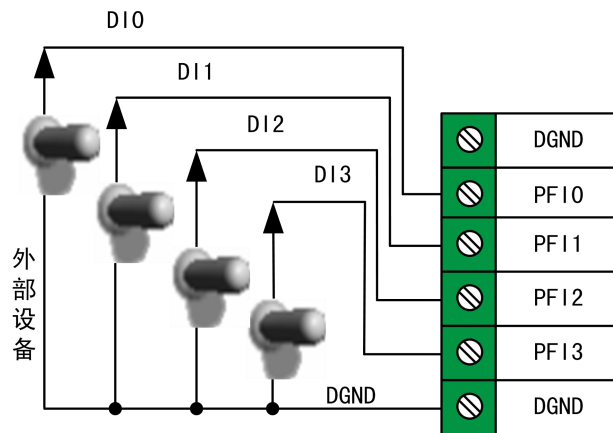 DI0
DI1
DI2
DI3
外部设备
DGND
DGND
PFI0
PFI1
PFI2
PFI3
DGND